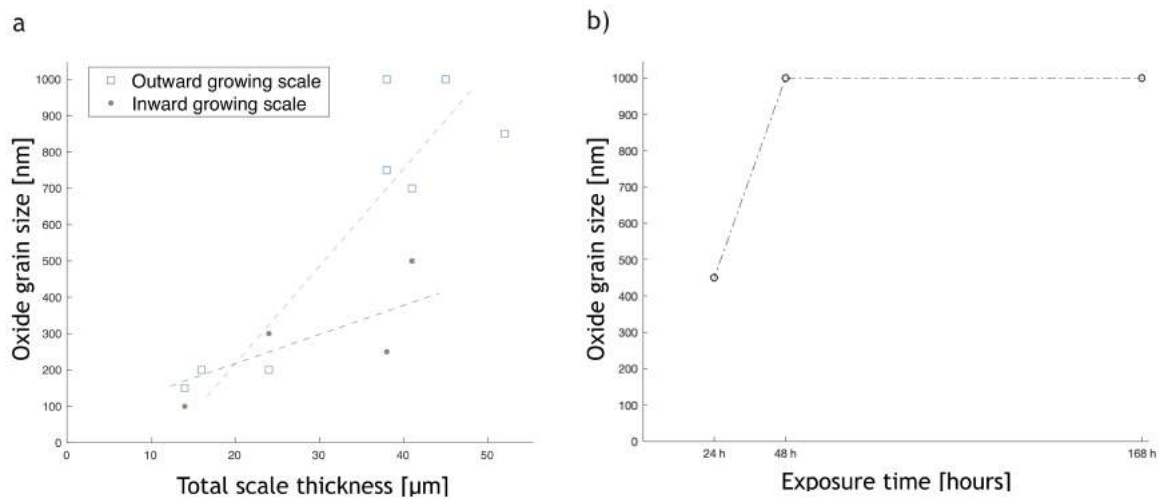 a
Outward growing scale
Inward growing scale
Oxide grain size [nm]
1000
900
800
700
600
500
400
300
200
100
0
0 10 20 30 40 50
Total scale thickness [µm]
b)
Oxide grain size [nm]
1000
900
800
700
600
500
400
300
200
100
0
24 h 48 h 168 h
Exposure time [hours]